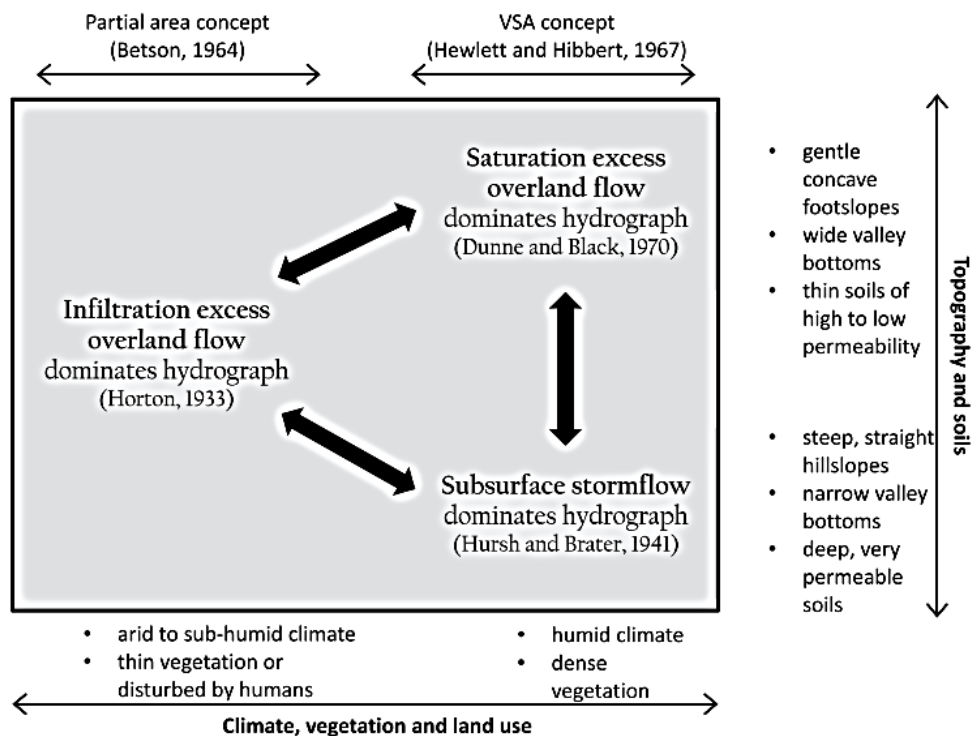 Partial area concept
(Betson, 1964)
VSA concept
(Hewlett and Hibbert, 1967)
Saturation excess
overland flow
dominates hydrograph
(Dunne and Black, 1970)
Infiltration excess
overland flow
dominates hydrograph
(Horton, 1933)
Subsurface stormflow
dominates hydrograph
(Hursh and Brater, 1941)
• gentle
concave
footslopes
• wide valley
bottoms
• thin soils of
high to low
permeability
• steep, straight
hillslopes
• narrow valley
bottoms
• deep, very
permeable
soils
Topography and soils
• arid to sub-humid climate
• thin vegetation or
disturbed by humans
• humid climate
• dense
vegetation
Climate, vegetation and land use